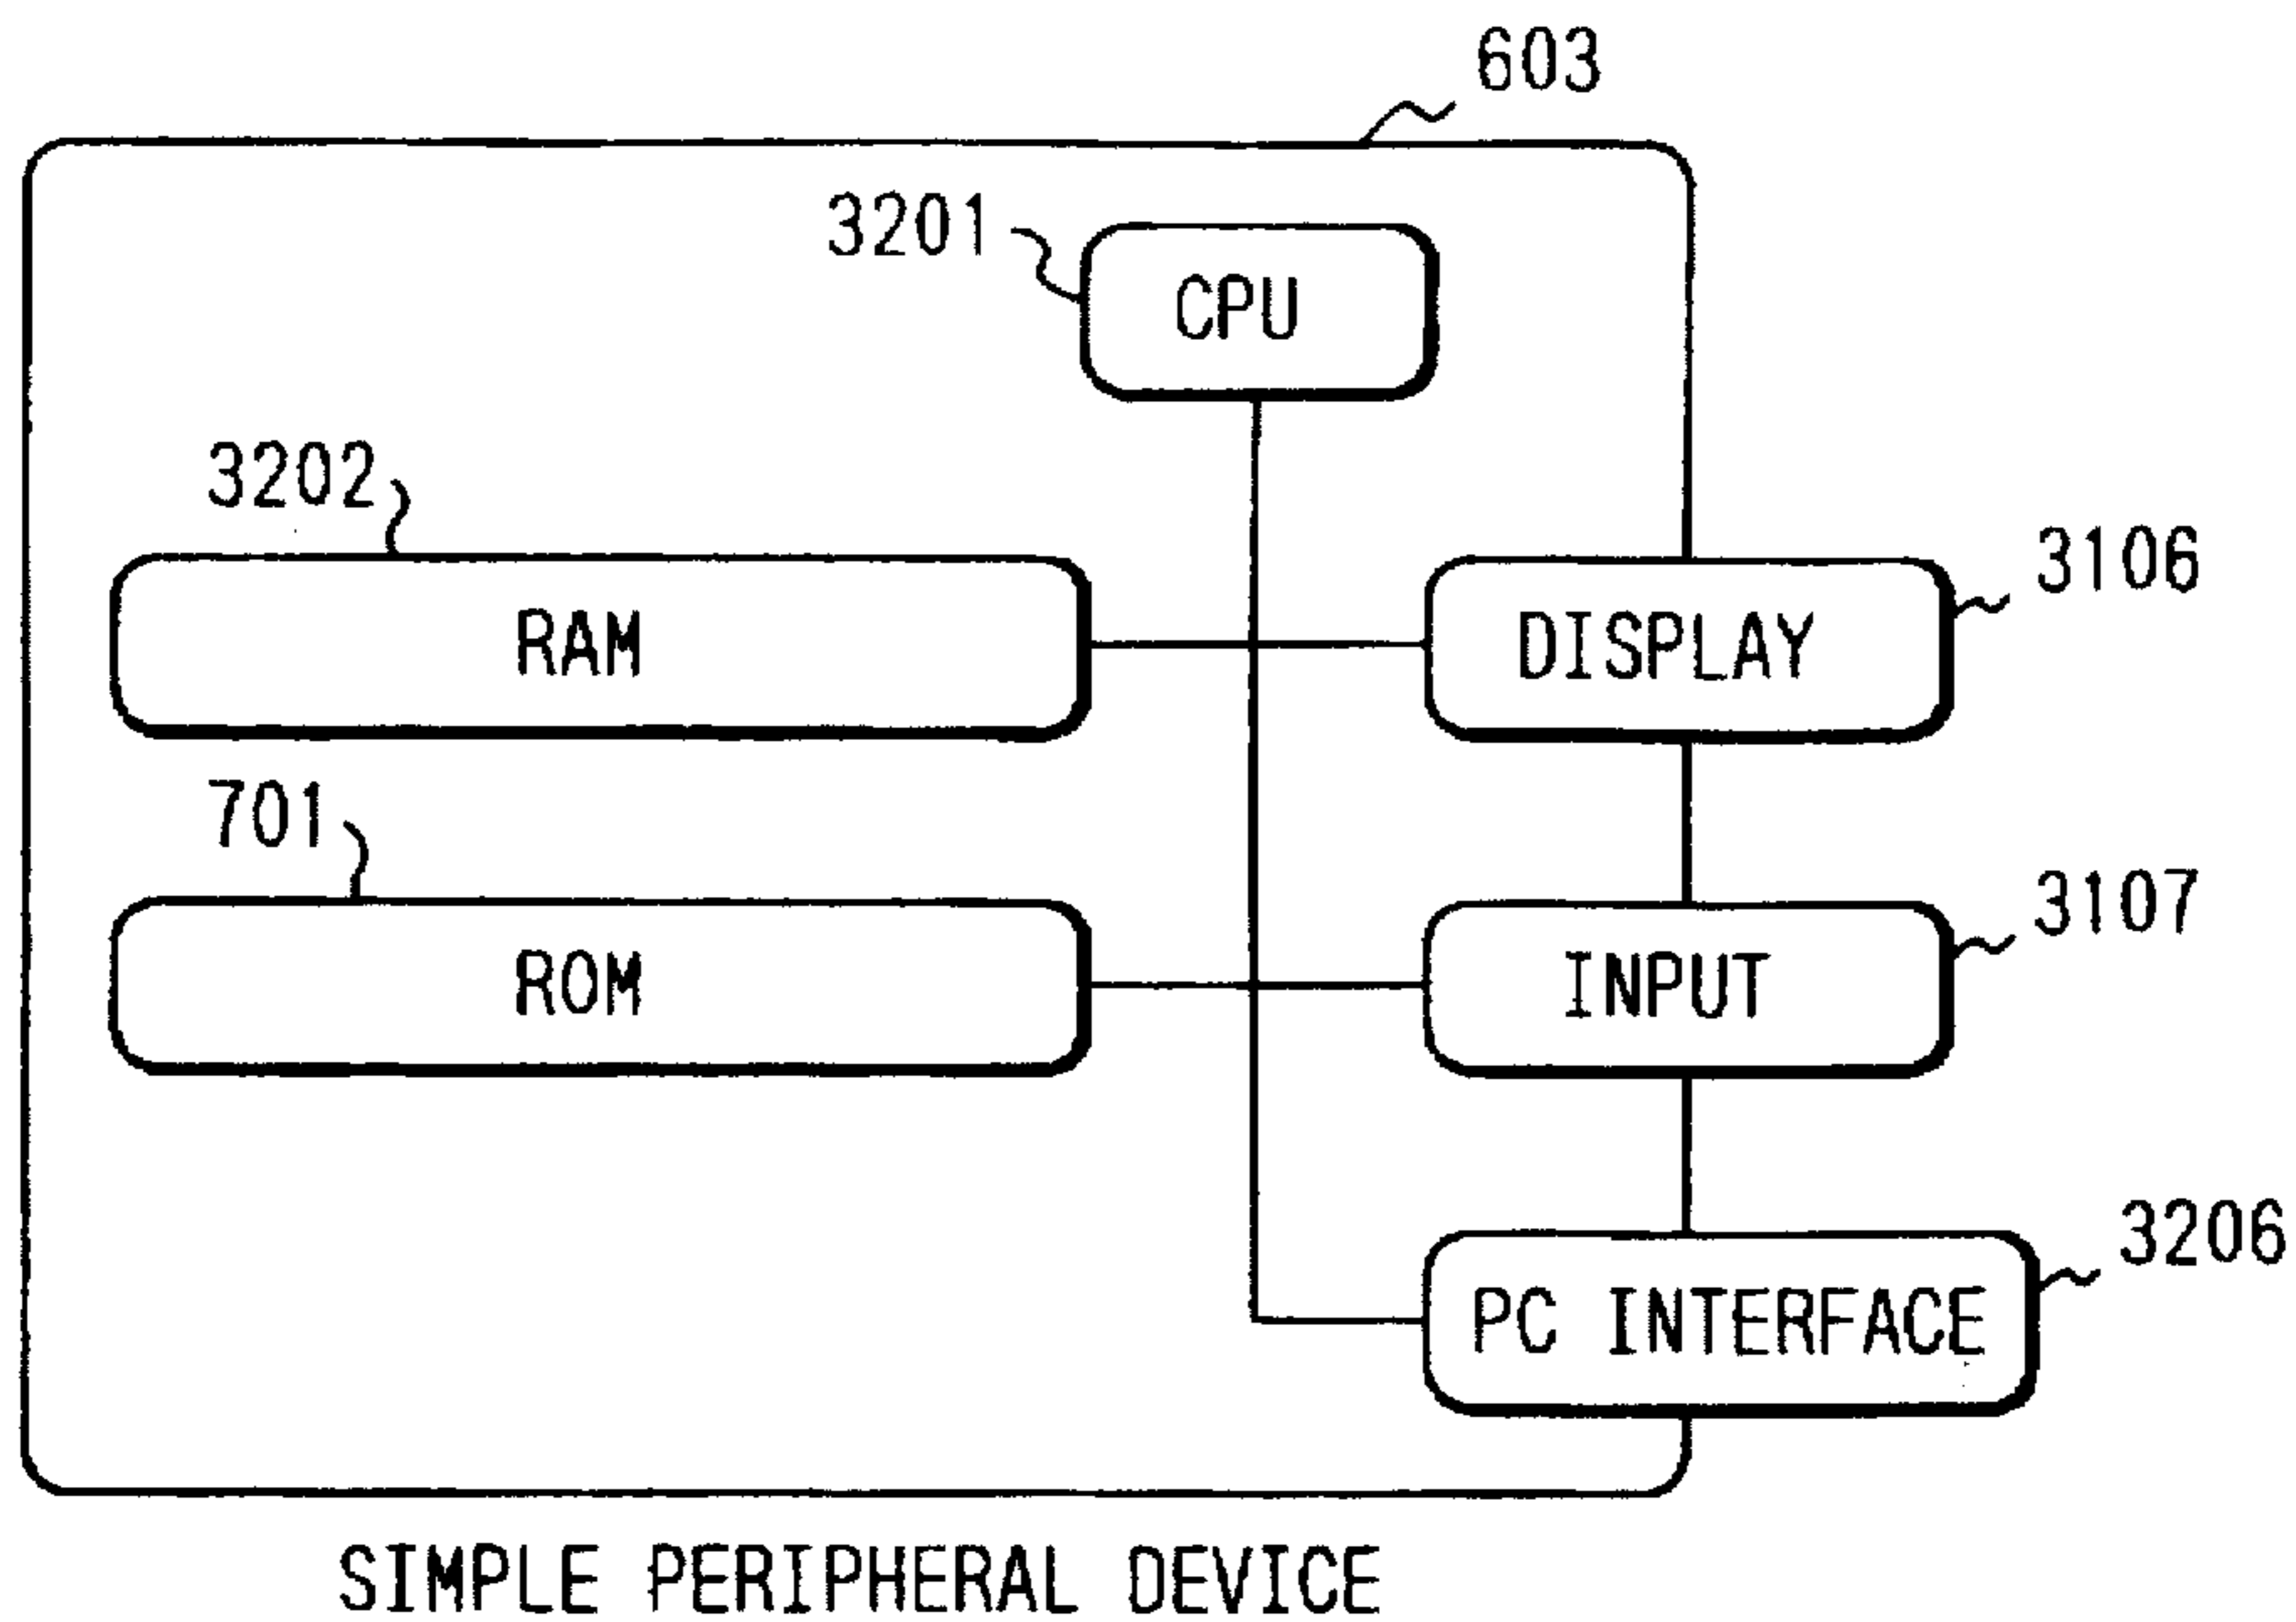 603
3201
CPU
3202
3106
RAM
DISPLAY
701
3107
ROM
INPUT
3206
PC INTERFACE
SIMPLE PERIPHERAL DEVICE